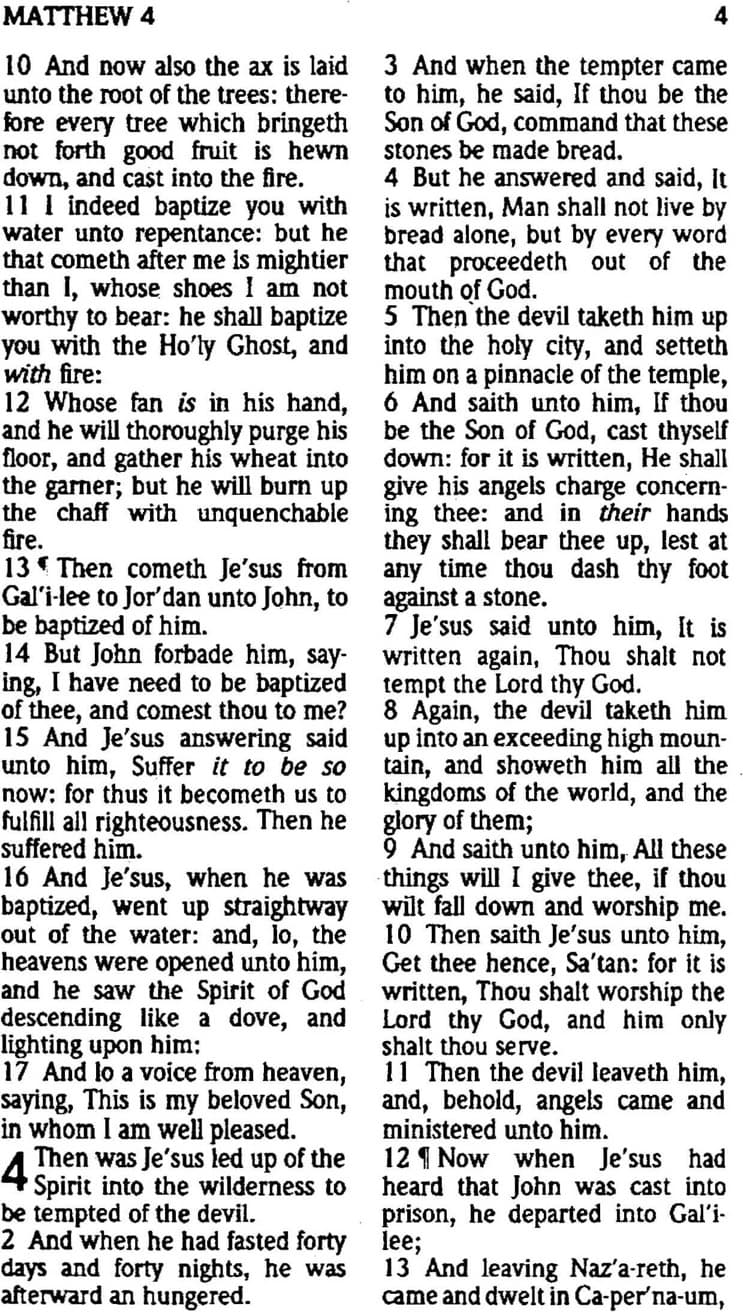 MATTHEW 4
4
10 And now also the ax is laid
unto the root of the trees: there-
fore every tree which bringeth
not forth good fruit is hewn
down, and cast into the fire.
11 I indeed baptize you with
water unto repentance: but he
that cometh after me is mightier
than I, whose shoes I am not
worthy to bear: he shall baptize
you with the Ho'ly Ghost, and
with fire:
12 Whose fan is in his hand,
and he will thoroughly purge his
floor, and gather his wheat into
the garner; but he will burn up
the chaff with unquenchable
fire.
13 ¶ Then cometh Je'sus from
Gal'i-lee to Jor'dan unto John, to
be baptized of him.
14 But John forbade him, say-
ing, I have need to be baptized
of thee, and comest thou to me?
15 And Je'sus answering said
unto him, Suffer it to be so
now: for thus it becometh us to
fulfill all righteousness. Then he
suffered him.
16 And Je'sus, when he was
baptized, went up straightway
out of the water: and, lo, the
heavens were opened unto him,
and he saw the Spirit of God
descending like a dove, and
lighting upon him:
17 And lo a voice from heaven,
saying, This is my beloved Son,
in whom I am well pleased.
4 Then was Je'sus led up of the
Spirit into the wilderness to
be tempted of the devil.
2 And when he had fasted forty
days and forty nights, he was
afterward an hungered.
3 And when the tempter came
to him, he said, If thou be the
Son of God, command that these
stones be made bread.
4 But he answered and said, It
is written, Man shall not live by
bread alone, but by every word
that proceedeth out of the
mouth of God.
5 Then the devil taketh him up
into the holy city, and setteth
him on a pinnacle of the temple,
6 And saith unto him, If thou
be the Son of God, cast thyself
down: for it is written, He shall
give his angels charge concern-
ing thee: and in their hands
they shall bear thee up, lest at
any time thou dash thy foot
against a stone.
7 Je'sus said unto him, It is
written again, Thou shalt not
tempt the Lord thy God.
8 Again, the devil taketh him
up into an exceeding high moun-
tain, and showeth him all the
kingdoms of the world, and the
glory of them;
9 And saith unto him, All these
things will I give thee, if thou
wilt fall down and worship me.
10 Then saith Je'sus unto him,
Get thee hence, Sa'tan: for it is
written, Thou shalt worship the
Lord thy God, and him only
shalt thou serve.
11 Then the devil leaveth him,
and, behold, angels came and
ministered unto him.
12 ¶ Now when Je'sus had
heard that John was cast into
prison, he departed into Gal'i-
lee;
13 And leaving Naz'a-reth, he
came and dwelt in Ca-per'na-um,